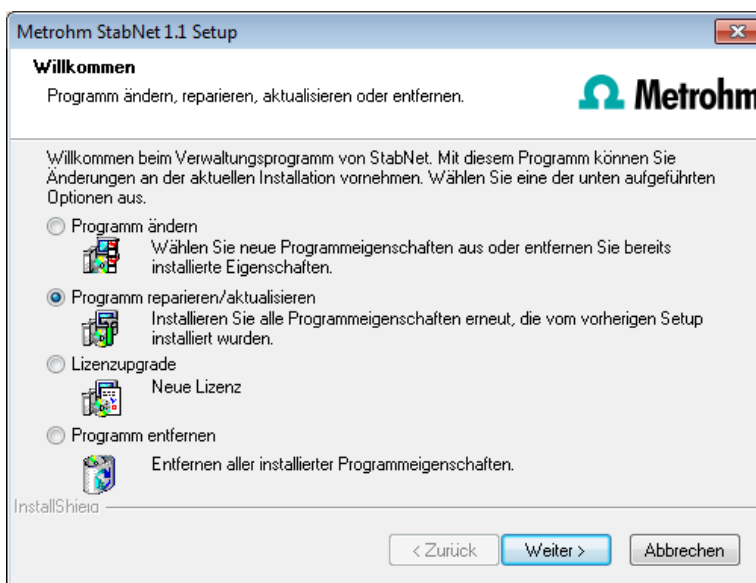 Metrohm StabNet 1.1 Setup
Willkommen
Programm ändern, reparieren, aktualisieren oder entfernen.
Metrohm
Willkommen beim Verwaltungsprogramm von StabNet. Mit diesem Programm können Sie
Änderungen an der aktuellen Installation vornehmen. Wählen Sie eine der unten aufgeführten
Optionen aus.
Programm ändern
Wählen Sie neue Programmeigenschaften aus oder entfernen Sie bereits
installierte Eigenschaften.
Programm reparieren/aktualisieren
Installieren Sie alle Programmeigenschaften erneut, die vom vorherigen Setup
installiert wurden.
Lizenzupgrade
Neue Lizenz
Programm entfernen
Entfernen aller installierter Programmeigenschaften.
InstallShield
< Zurück
Weiter >
Abbrechen